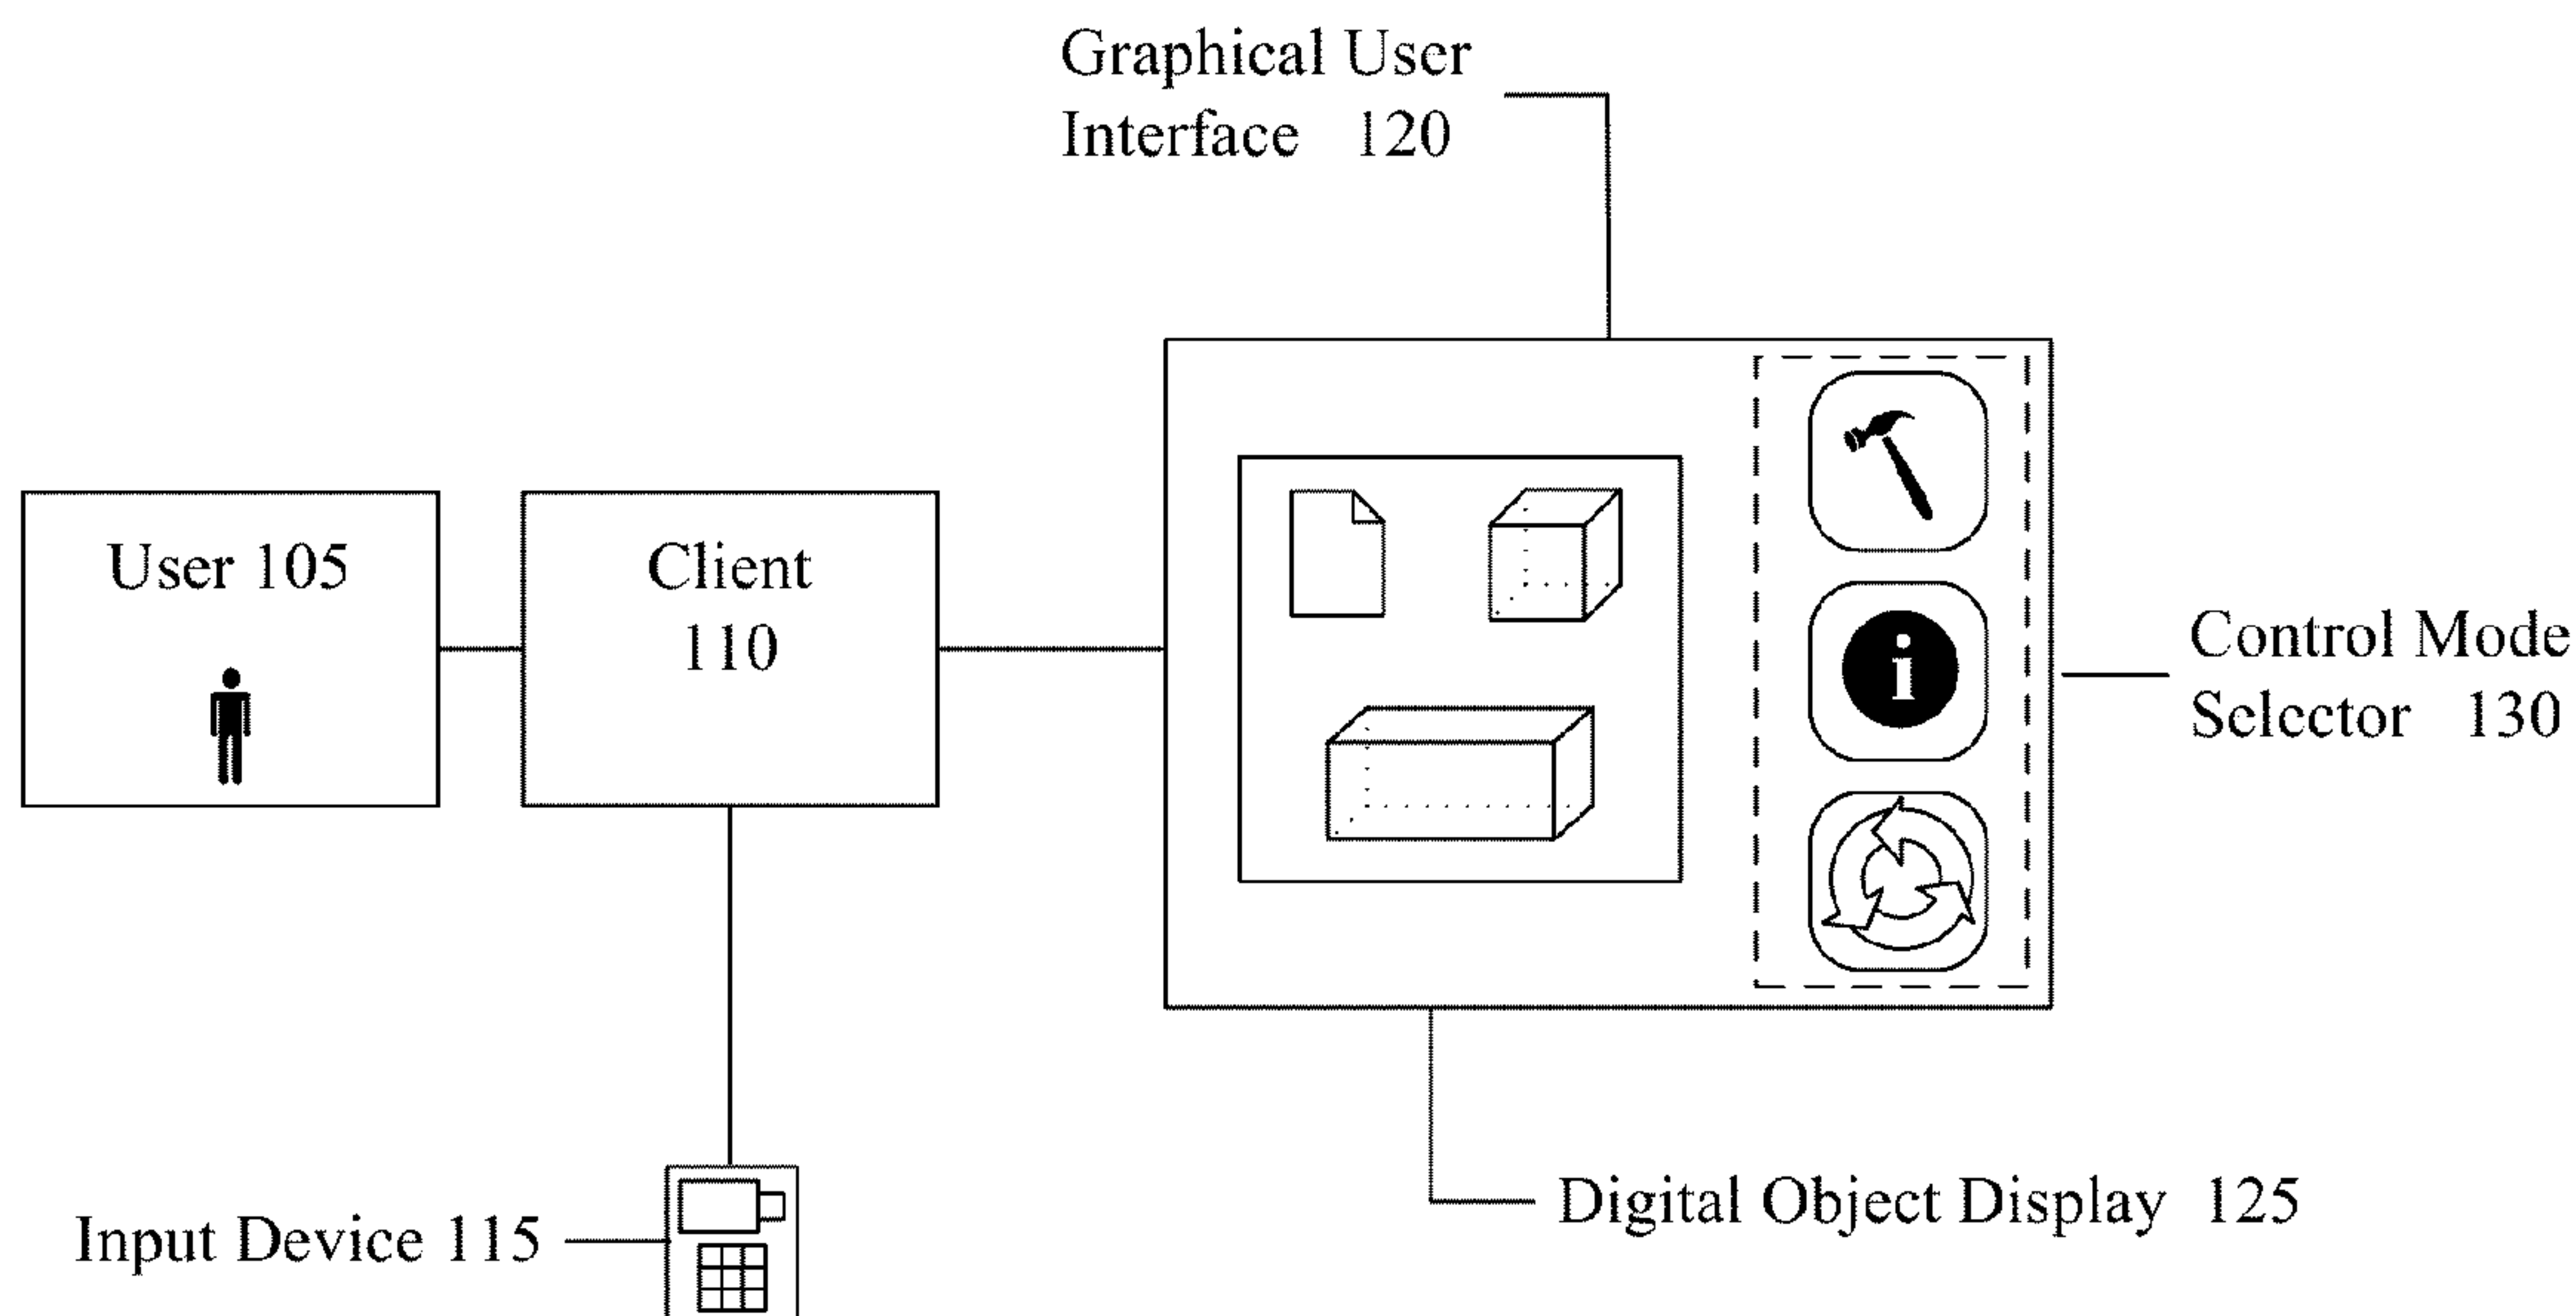 Graphical User
Interface 120
User 105
Client
110
i
Control Mode
Selector 130
Digital Object Display 125
Input Device 115